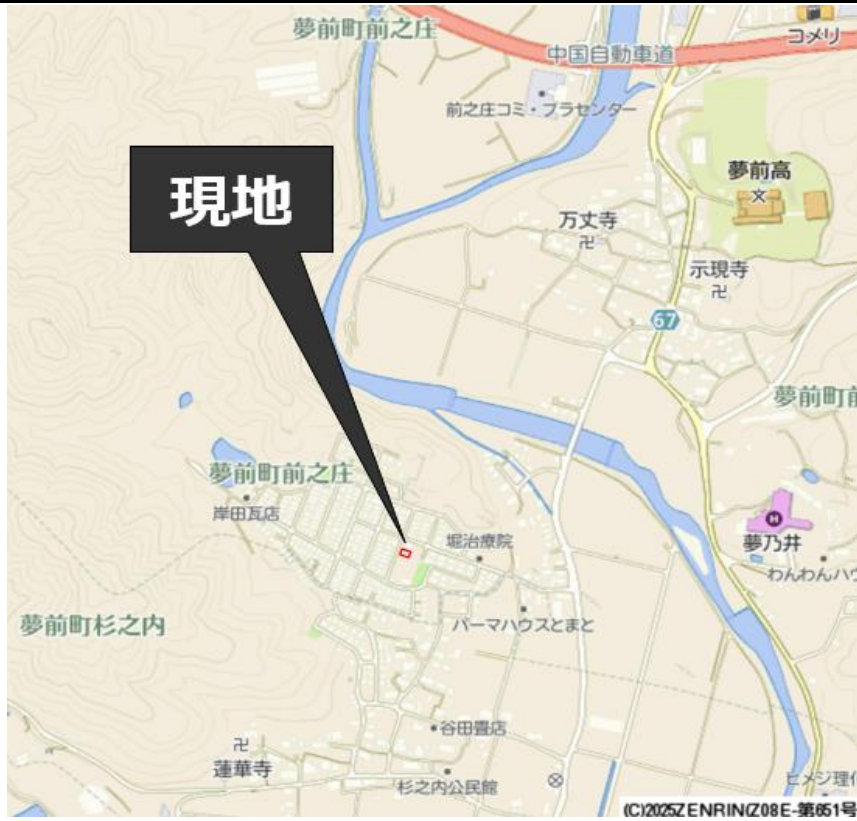 夢前町前之庄
コメリ
中国自動車道
前之庄コミ・プラセンター
現地
夢前高
万丈寺
示現寺
67
夢前町前
夢前町前之庄
岸田瓦店
堀治療院
H
夢乃井
わんわんハウ
夢前町杉之内
パーマハウスとまと
谷田畳店
蓮華寺
杉之内公民館
ヒメジ理化
(C)2025ZENRIN(Z08E-第651号